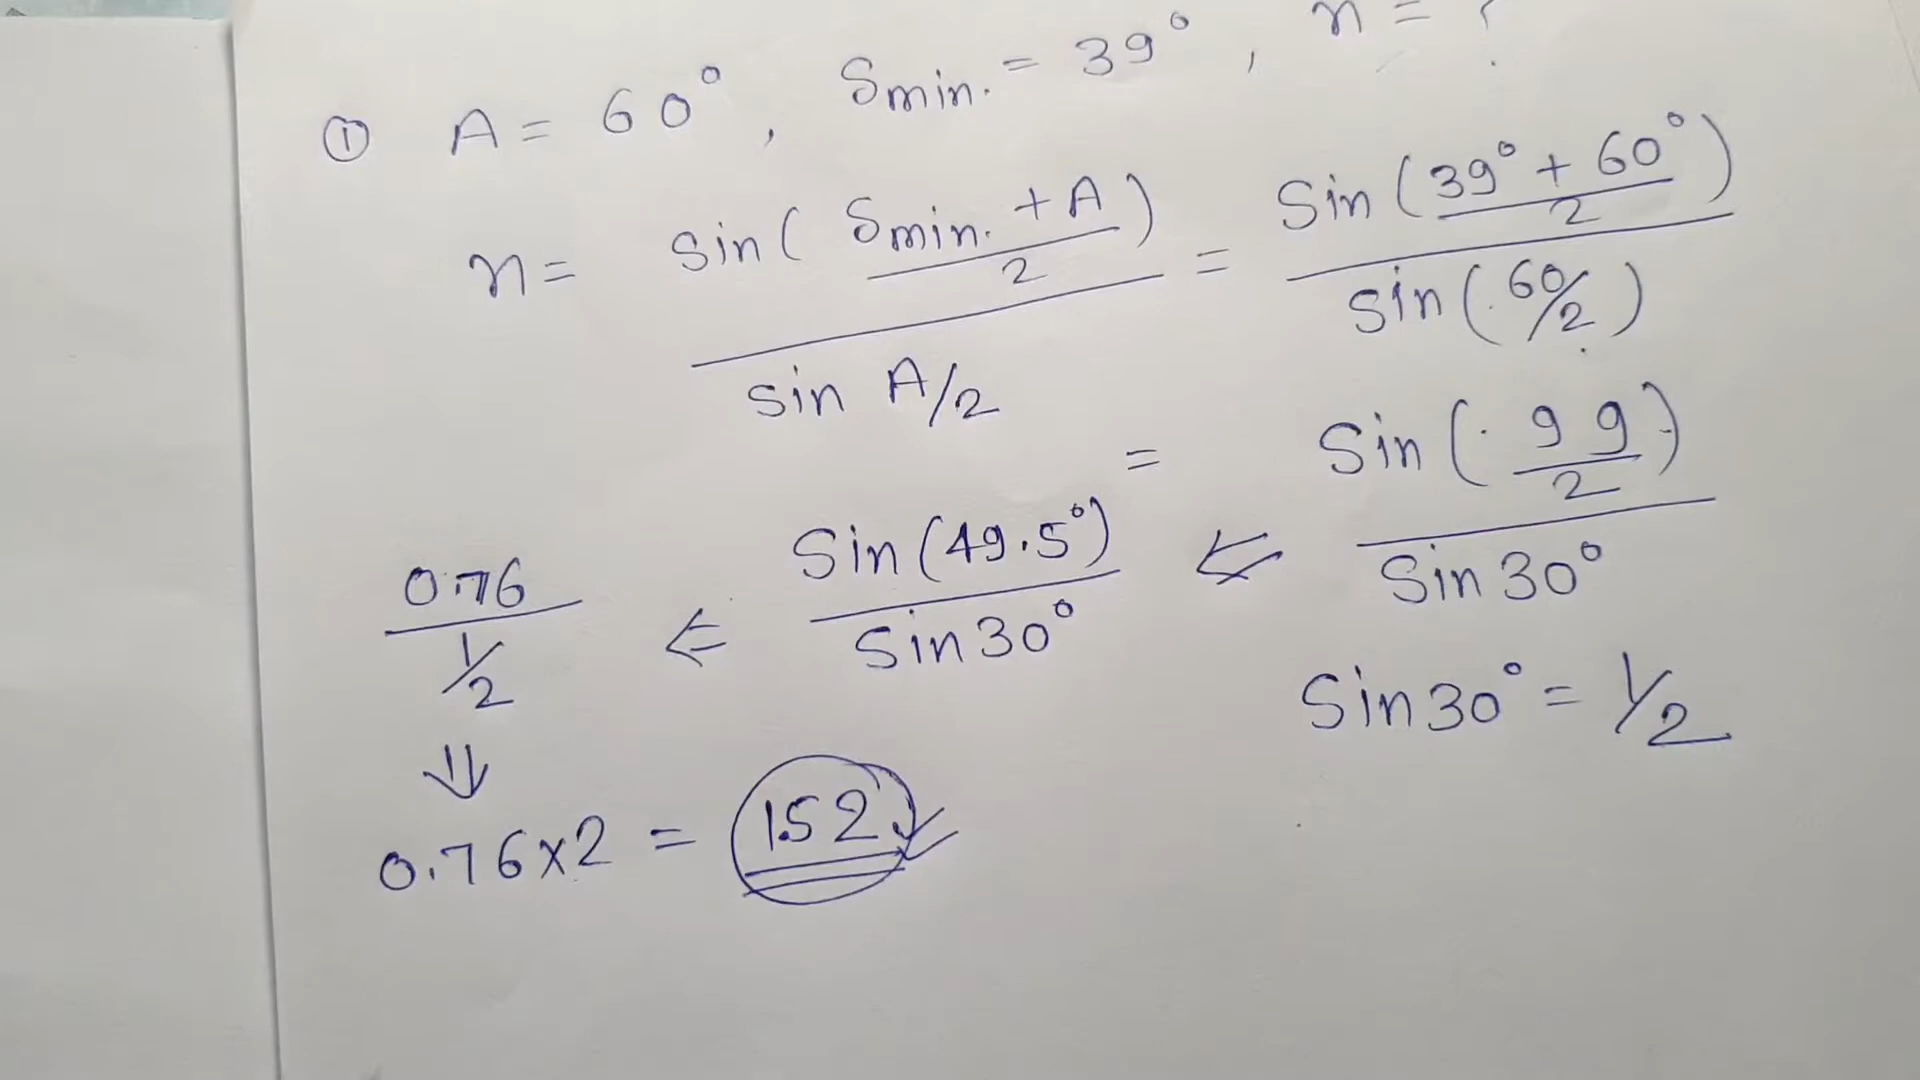 ① A = 60°, δmin. = 39°, n = ?
n = sin( δmin. + A / 2 ) / sin A/2 = Sin( 39° + 60° / 2 ) / Sin( 60/2 )
= Sin( 99 / 2 ) / Sin 30°
0.76 / 1/2 ⇐ Sin(49.5°) / Sin 30° ⇐
Sin 30° = 1/2
⇓
0.76 x 2 = 1.52